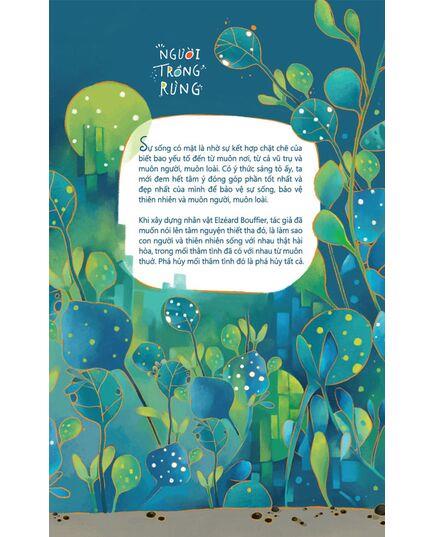 NGƯỜI
TRỒNG
RỪNG
Sự sống có mặt là nhờ sự kết hợp chặt chẽ của
biết bao yếu tố đến từ muôn nơi, từ cả vũ trụ và
muôn người, muôn loài. Có ý thức sáng tỏ ấy, ta
mới đem hết tâm ý đóng góp phần tốt nhất và
đẹp nhất của mình để bảo vệ sự sống, bảo vệ
thiên nhiên và muôn người, muôn loài.
Khi xây dựng nhân vật Elzéard Bouffier, tác giả đã
muốn nói lên tâm nguyện thiết tha đó, là làm sao
con người và thiên nhiên sống với nhau thật hài
hòa, trong mối thâm tình đã có với nhau từ muôn
thuở. Phá hủy mối thâm tình đó là phá hủy tất cả.